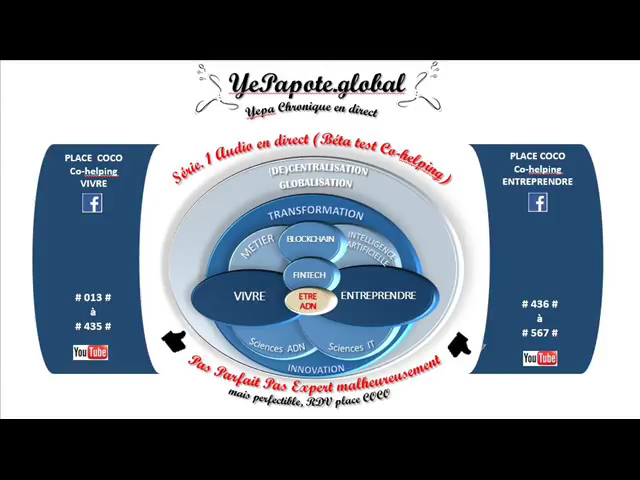 YePapote.global
Yepa Chronique en direct
Série. 1 Audio en direct (Béta test Co-helping)
PLACE COCO
Co-helping
VIVRE
# 013 #
à
# 435 #
YouTube
(DE)CENTRALISATION
GLOBALISATION
TRANSFORMATION
METIER
BLOCKCHAIN
INTELLIGENCE
ARTIFICIELLE
FINTECH
VIVRE
ETRE
ADN
ENTREPRENDRE
Sciences ADN
Sciences IT
INNOVATION
PLACE COCO
Co-helping
ENTREPRENDRE
# 436 #
à
# 567 #
YouTube
Pas Parfait Pas Expert malheureusement
mais perfectible, RDV place COCO